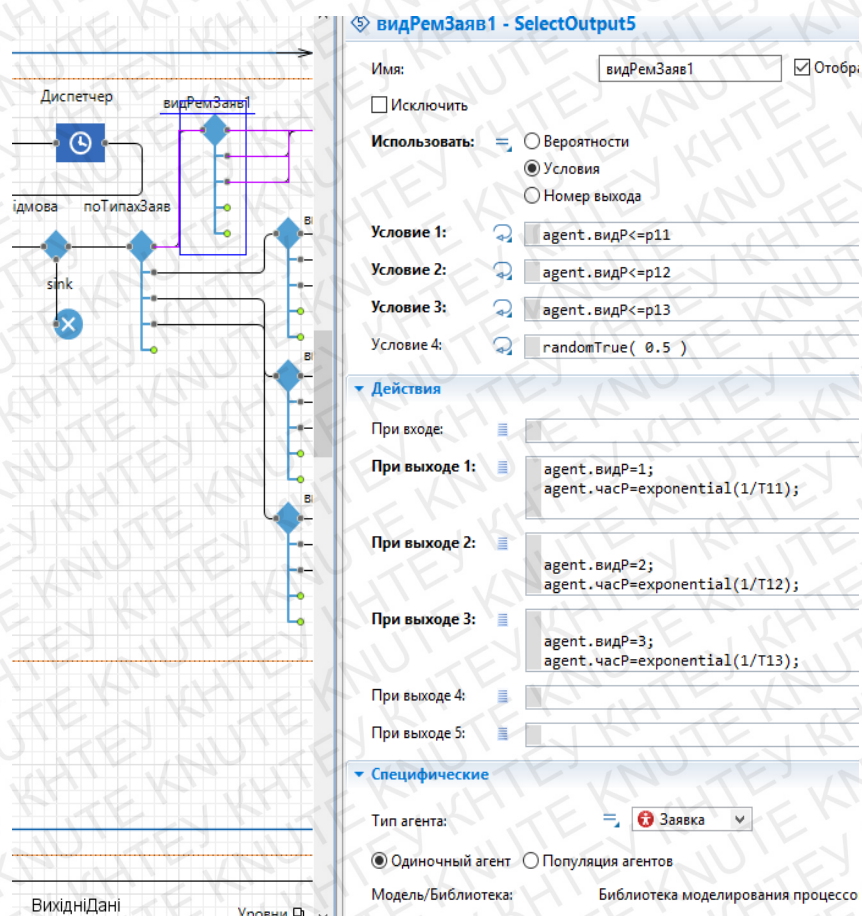 Диспетчер
видРемЗаяв1
ідмова
поТипахЗаяв
sink
ВихідніДані
Уровни
видРемЗаяв1 - SelectOutput5
Имя:
видРемЗаяв1
Отобра
Исключить
Использовать:
Вероятности
Условия
Номер выхода
Условие 1:
agent.видР<=p11
Условие 2:
agent.видР<=p12
Условие 3:
agent.видР<=p13
Условие 4:
randomTrue( 0.5 )
Действия
При входе:
При выходе 1:
agent.видР=1;
agent.часР=exponential(1/Т11);
При выходе 2:
agent.видР=2;
agent.часР=exponential(1/Т12);
При выходе 3:
agent.видР=3;
agent.часР=exponential(1/Т13);
При выходе 4:
При выходе 5:
Специфические
Тип агента:
Заявка
Одиночный агент
Популяция агентов
Модель/Библиотека:
Библиотека моделирования процессо